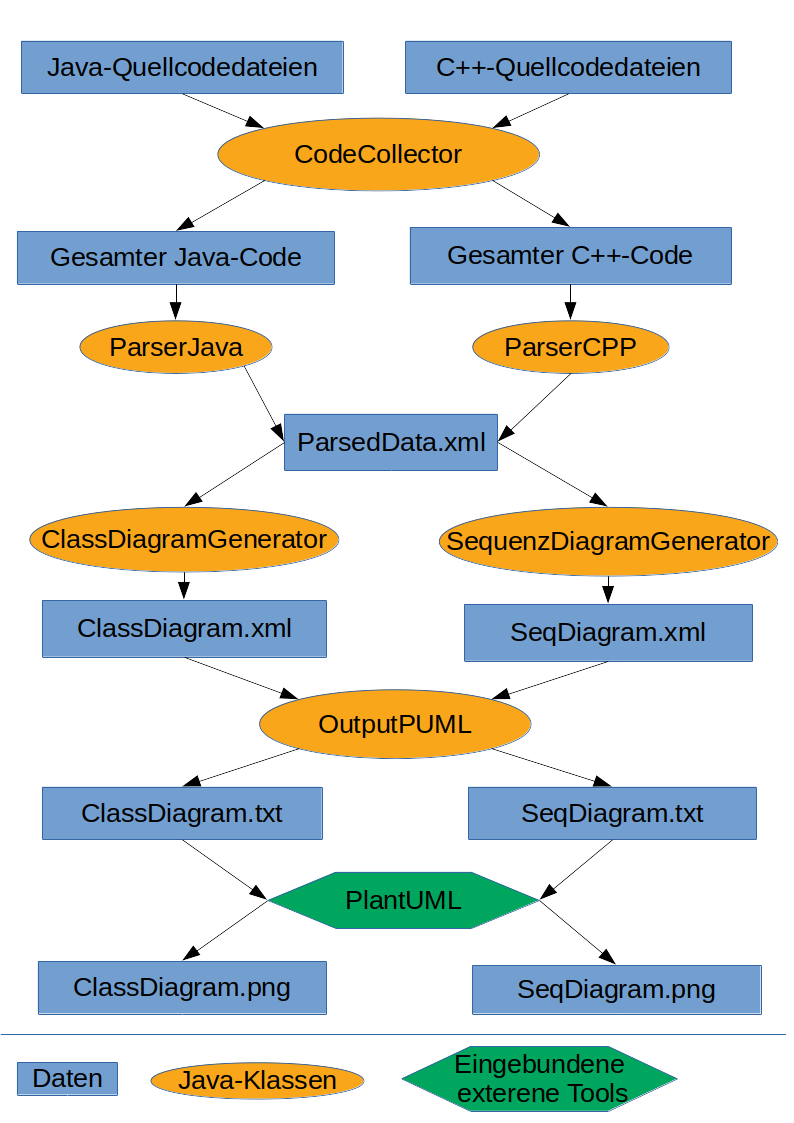 Java-Quellcodedateien
C++-Quellcodedateien
CodeCollector
Gesamter Java-Code
Gesamter C++-Code
ParserJava
ParserCPP
ParsedData.xml
ClassDiagramGenerator
SequenzDiagramGenerator
ClassDiagram.xml
SeqDiagram.xml
OutputPUML
ClassDiagram.txt
SeqDiagram.txt
PlantUML
ClassDiagram.png
SeqDiagram.png
Daten
Java-Klassen
Eingebundene
exterene Tools